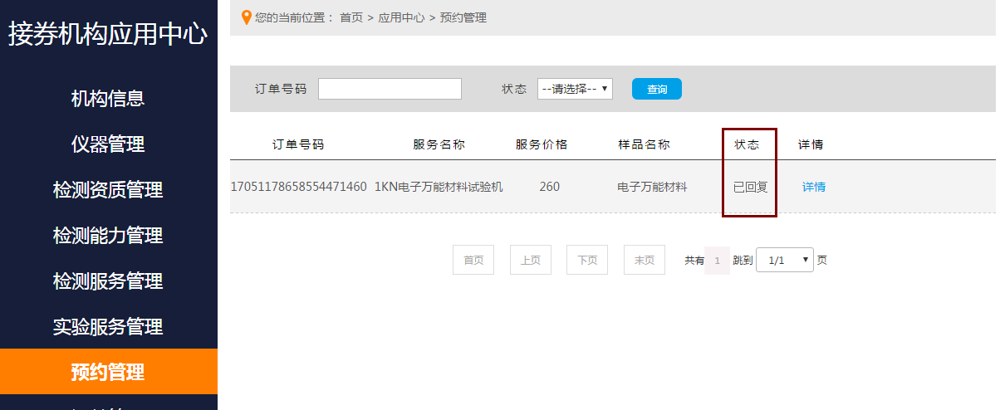 接券机构应用中心
机构信息
仪器管理
检测资质管理
检测能力管理
检测服务管理
实验服务管理
预约管理
您的当前位置： 首页 > 应用中心 > 预约管理
订单号码 状态 --请选择-- 查询
订单号码 服务名称 服务价格 样品名称 状态 详情
17051178658554471460 1KN电子万能材料试验机 260 电子万能材料 已回复 详情
首页 上页 下页 末页 共有 1 跳到 1/1 页